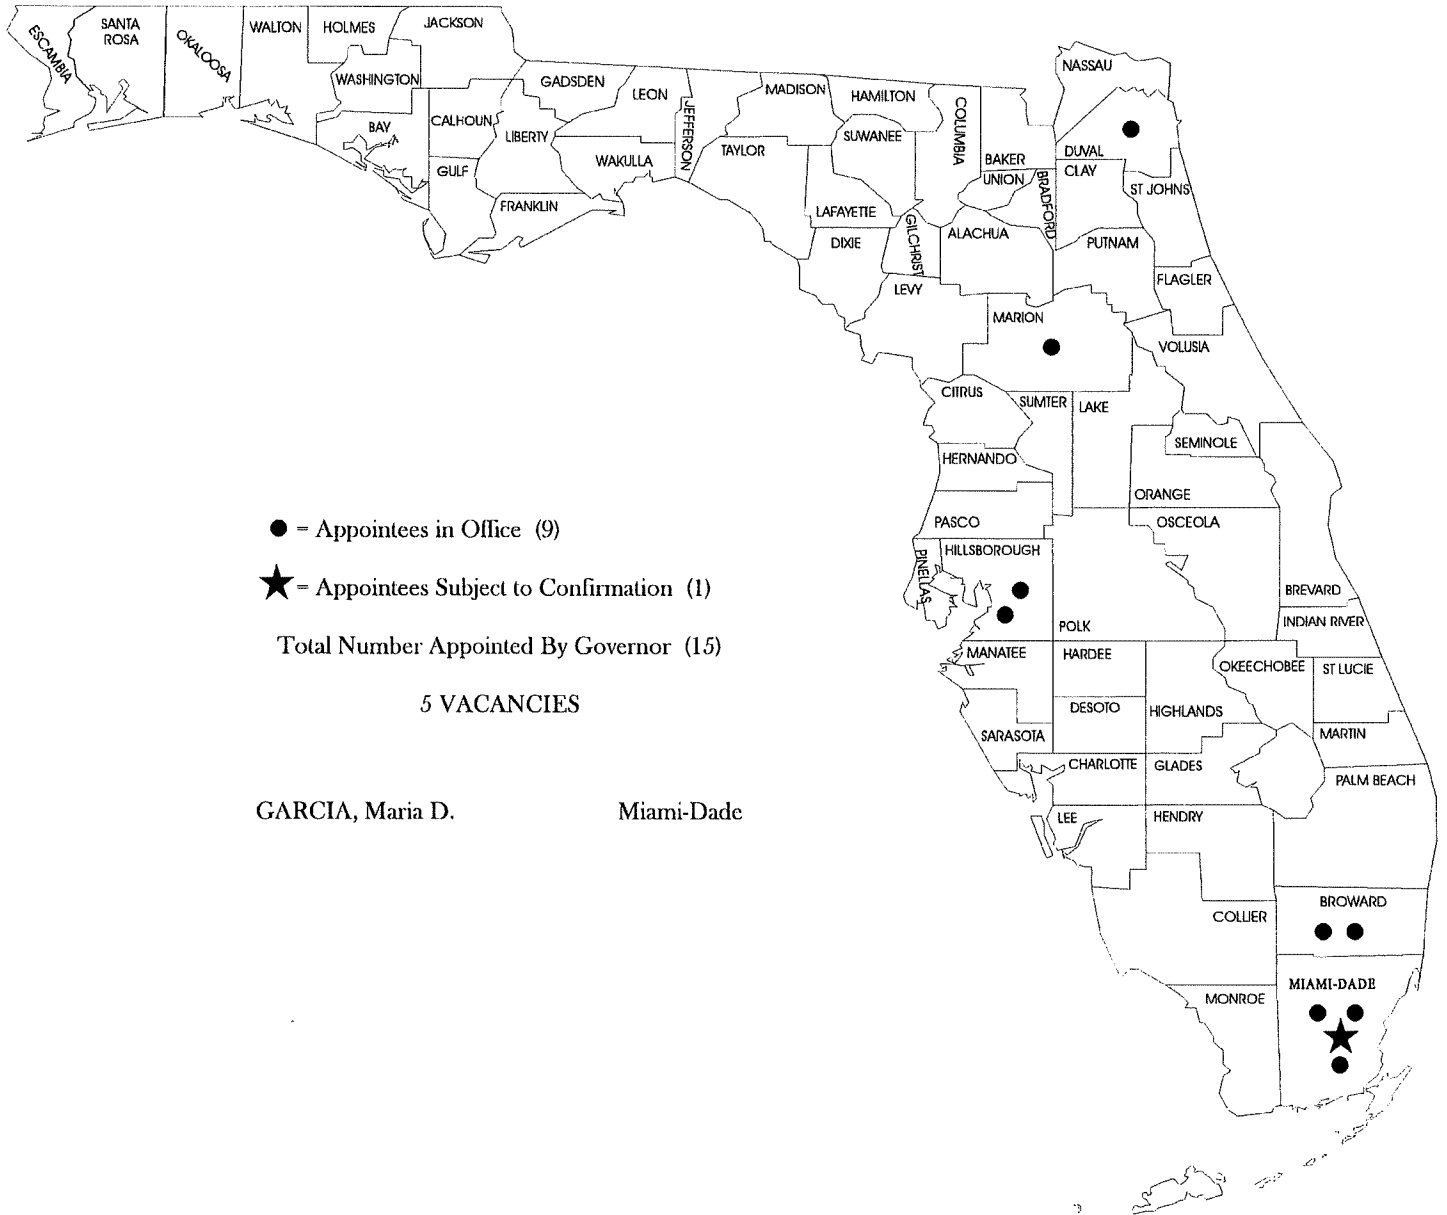 ESCAMBIA
SANTA
ROSA
OKALOOSA
WALTON
HOLMES
JACKSON
WASHINGTON
BAY
CALHOUN
GULF
GADSDEN
LIBERTY
FRANKLIN
LEON
WAKULLA
JEFFERSON
MADISON
TAYLOR
HAMILTON
SUWANEE
LAFAYETTE
DIXIE
COLUMBIA
GILCHRIST
LEVY
BAKER
UNION
BRADFORD
ALACHUA
NASSAU
DUVAL
CLAY
ST JOHNS
PUTNAM
FLAGLER
MARION
VOLUSIA
CITRUS
SUMTER
LAKE
SEMINOLE
HERNANDO
ORANGE
PASCO
OSCEOLA
HILLSBOROUGH
PINELLAS
POLK
BREVARD
INDIAN RIVER
MANATEE
HARDEE
OKEECHOBEE
ST LUCIE
DESOTO
HIGHLANDS
SARASOTA
MARTIN
CHARLOTTE
GLADES
PALM BEACH
LEE
HENDRY
BROWARD
COLLIER
MIAMI-DADE
MONROE
= Appointees in Office (9)
= Appointees Subject to Confirmation (1)
Total Number Appointed By Governor (15)
5 VACANCIES
GARCIA, Maria D. Miami-Dade